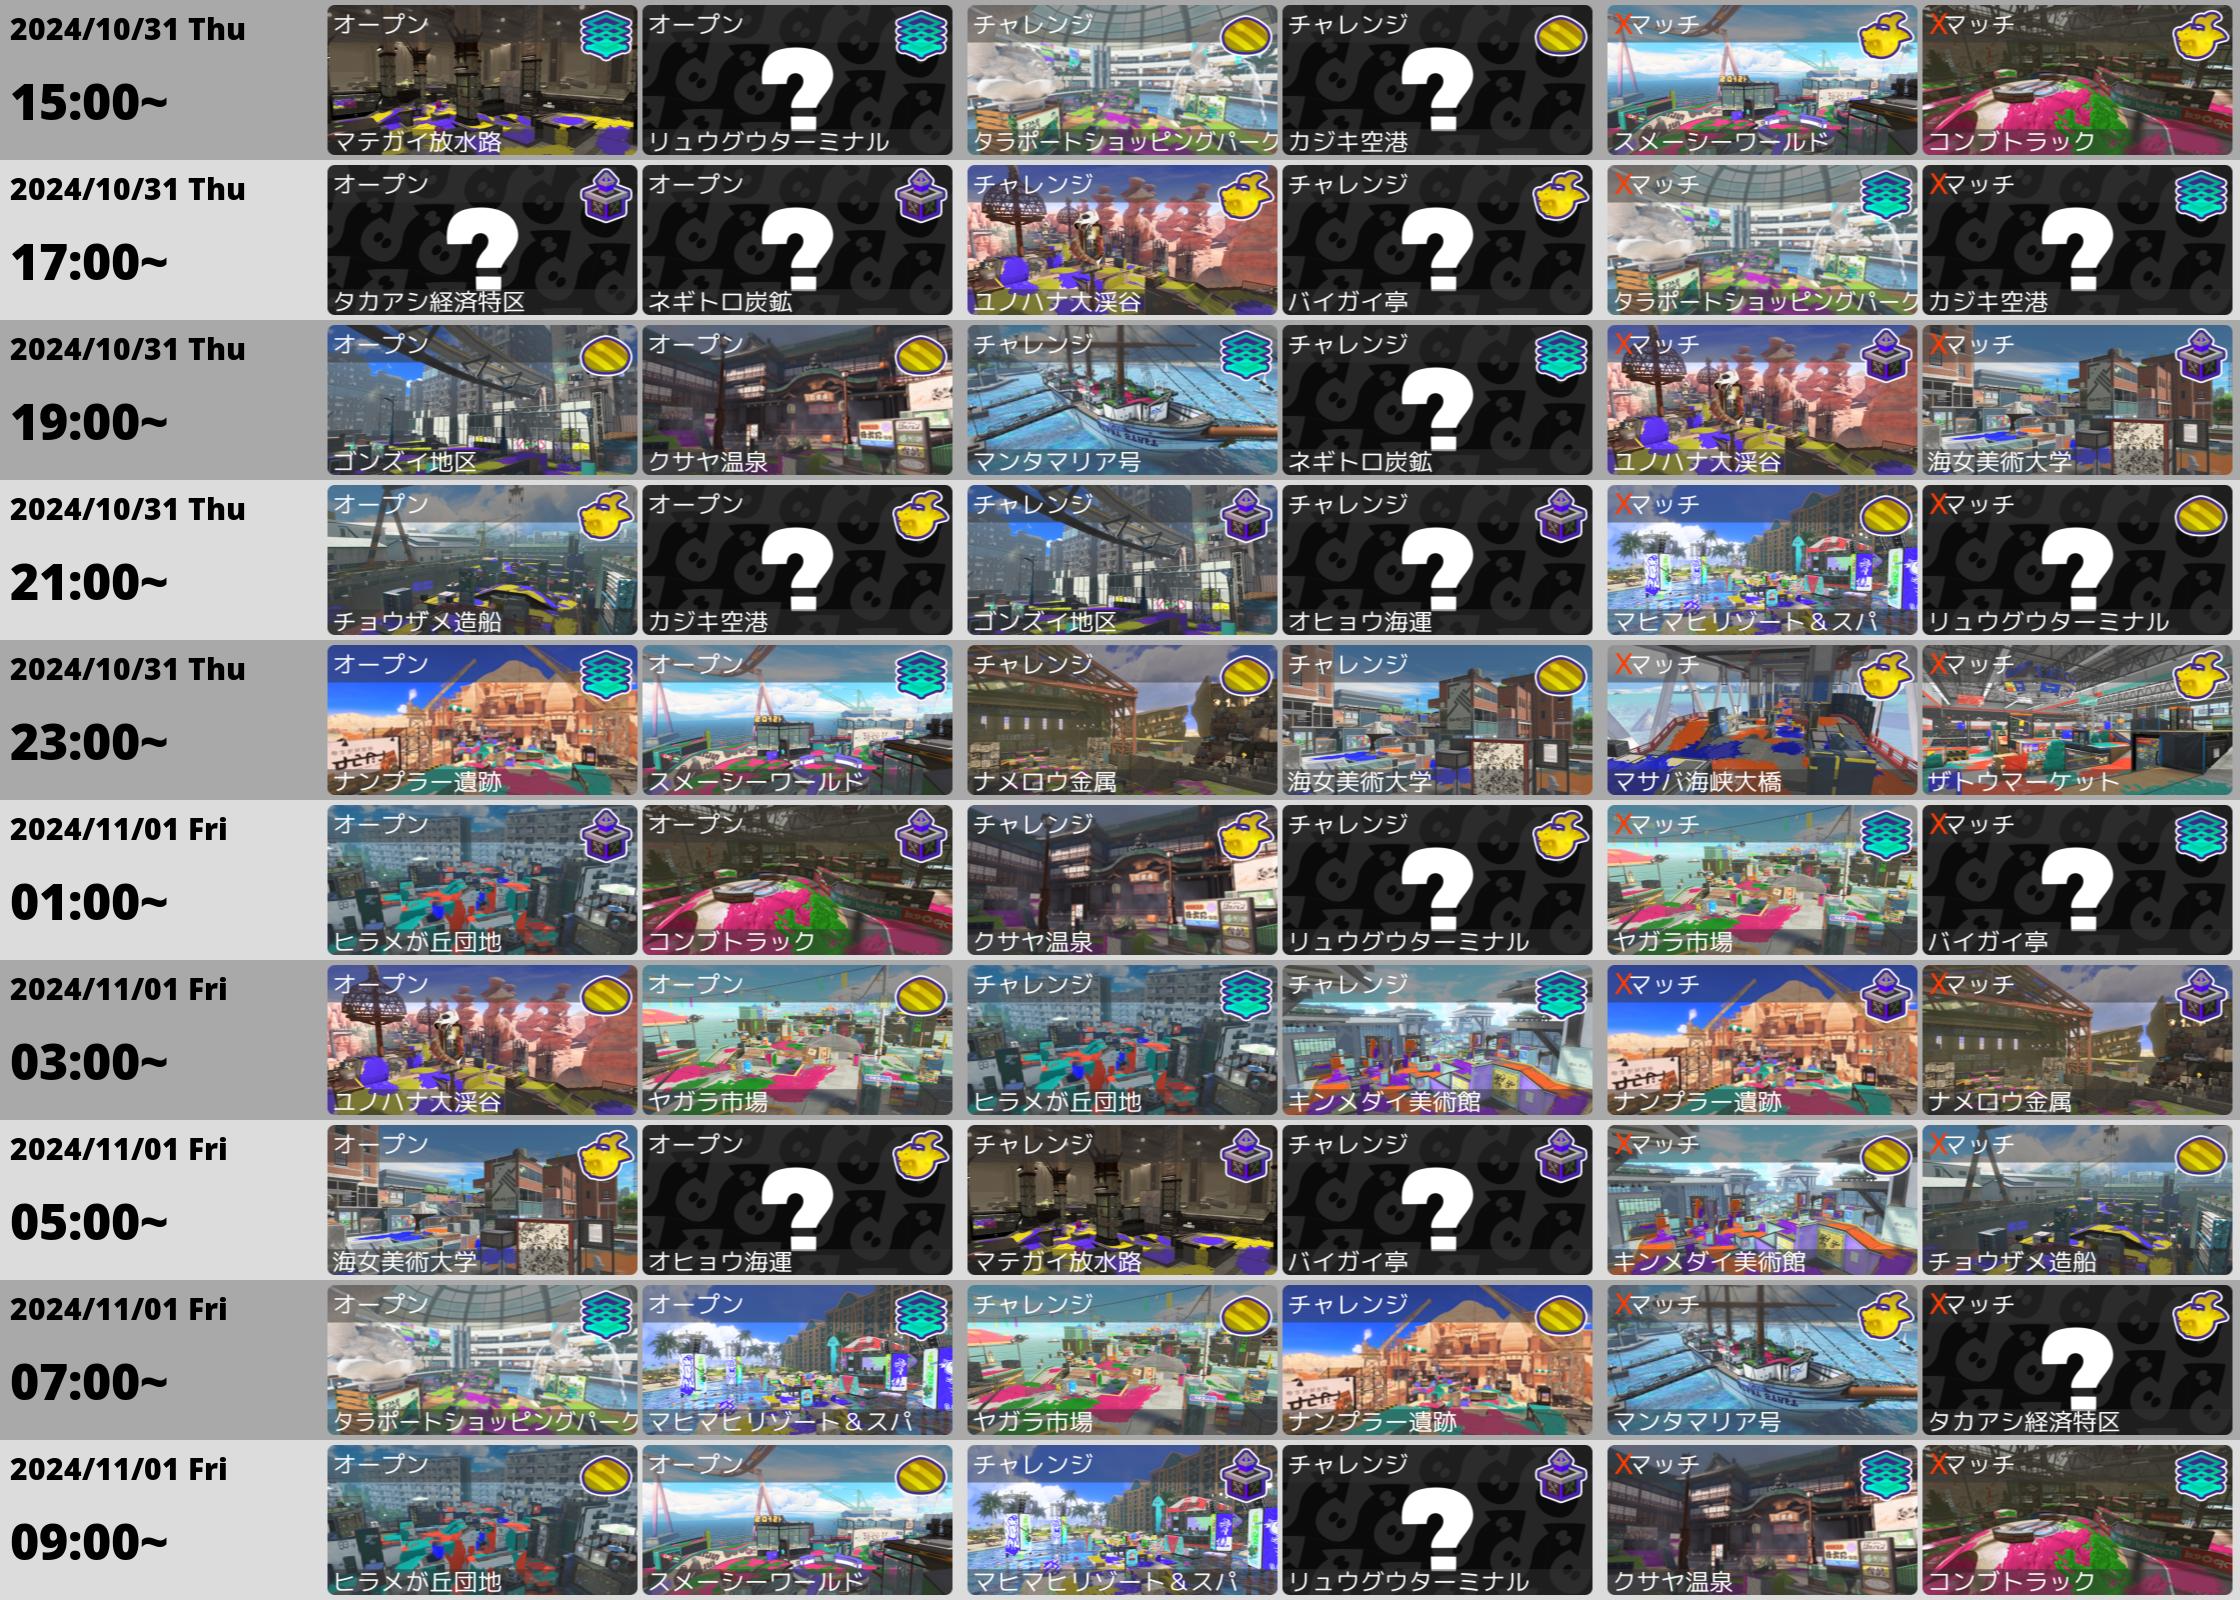 2024/10/31 Thu
15:00~
オープン
マテガイ放水路
オープン
リュウグウターミナル
チャレンジ
タラポートショッピングパーク
チャレンジ
カジキ空港
Xマッチ
スメーシーワールド
Xマッチ
コンブトラック
2024/10/31 Thu
17:00~
オープン
タカアシ経済特区
オープン
ネギトロ炭鉱
チャレンジ
ユノハナ大渓谷
チャレンジ
バイガイ亭
Xマッチ
タラポートショッピングパーク
Xマッチ
カジキ空港
2024/10/31 Thu
19:00~
オープン
ゴンズイ地区
オープン
クサヤ温泉
チャレンジ
マンタマリア号
チャレンジ
ネギトロ炭鉱
Xマッチ
ユノハナ大渓谷
Xマッチ
海女美術大学
2024/10/31 Thu
21:00~
オープン
チョウザメ造船
オープン
カジキ空港
チャレンジ
ゴンズイ地区
チャレンジ
オヒョウ海運
Xマッチ
マヒマヒリゾート＆スパ
Xマッチ
リュウグウターミナル
2024/10/31 Thu
23:00~
オープン
ナンプラー遺跡
オープン
スメーシーワールド
チャレンジ
ナメロウ金属
チャレンジ
海女美術大学
Xマッチ
マサバ海峡大橋
Xマッチ
ザトウマーケット
2024/11/01 Fri
01:00~
オープン
ヒラメが丘団地
オープン
コンブトラック
チャレンジ
クサヤ温泉
チャレンジ
リュウグウターミナル
Xマッチ
ヤガラ市場
Xマッチ
バイガイ亭
2024/11/01 Fri
03:00~
オープン
ユノハナ大渓谷
オープン
ヤガラ市場
チャレンジ
ヒラメが丘団地
チャレンジ
キンメダイ美術館
Xマッチ
ナンプラー遺跡
Xマッチ
ナメロウ金属
2024/11/01 Fri
05:00~
オープン
海女美術大学
オープン
オヒョウ海運
チャレンジ
マテガイ放水路
チャレンジ
バイガイ亭
Xマッチ
キンメダイ美術館
Xマッチ
チョウザメ造船
2024/11/01 Fri
07:00~
オープン
タラポートショッピングパーク
オープン
マヒマヒリゾート＆スパ
チャレンジ
ヤガラ市場
チャレンジ
ナンプラー遺跡
Xマッチ
マンタマリア号
Xマッチ
タカアシ経済特区
2024/11/01 Fri
09:00~
オープン
ヒラメが丘団地
オープン
スメーシーワールド
チャレンジ
マヒマヒリゾート＆スパ
チャレンジ
リュウグウターミナル
Xマッチ
クサヤ温泉
Xマッチ
コンブトラック